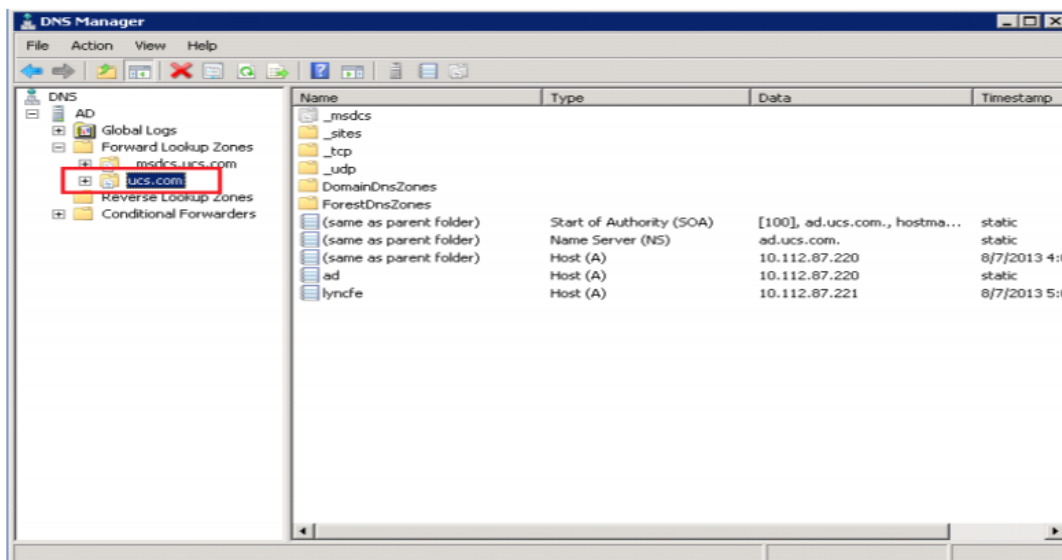 DNS Manager
File Action View Help
DNS
AD
Global Logs
Forward Lookup Zones
_msdcs.ucs.com
ucs.com
Reverse Lookup Zones
Conditional Forwarders
Name Type Data Timestamp
_msdcs
_sites
_tcp
_udp
DomainDnsZones
ForestDnsZones
(same as parent folder) Start of Authority (SOA) [100], ad.ucs.com., hostma... static
(same as parent folder) Name Server (NS) ad.ucs.com. static
(same as parent folder) Host (A) 10.112.87.220 8/7/2013 4:
ad Host (A) 10.112.87.220 static
lyncfe Host (A) 10.112.87.221 8/7/2013 5: